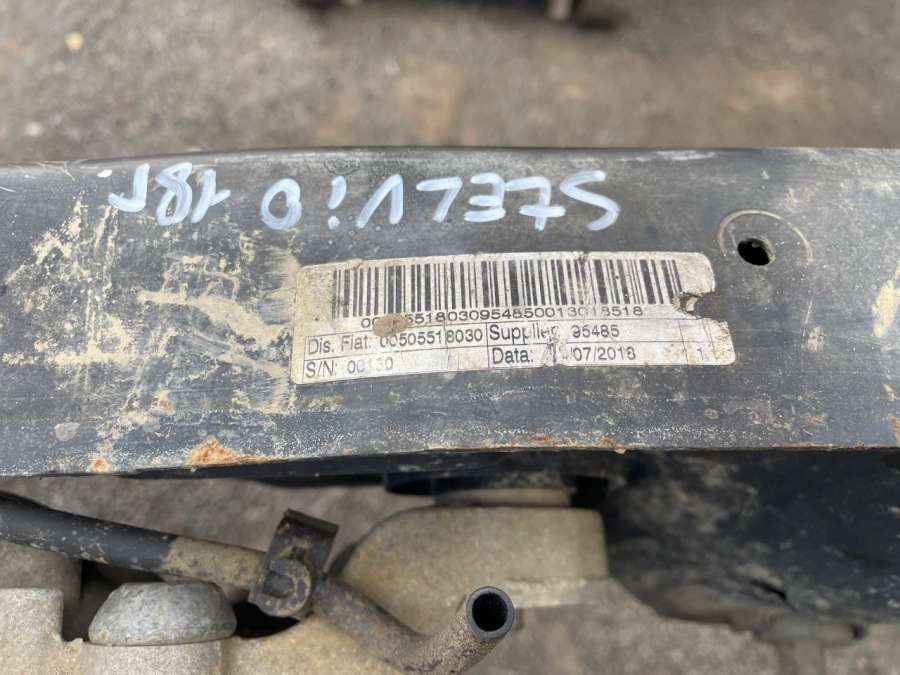 STELViO 18r.
Dis. Fiat: 00505518030 Supplier: 95485
S/N: 00130 Data: /07/2018